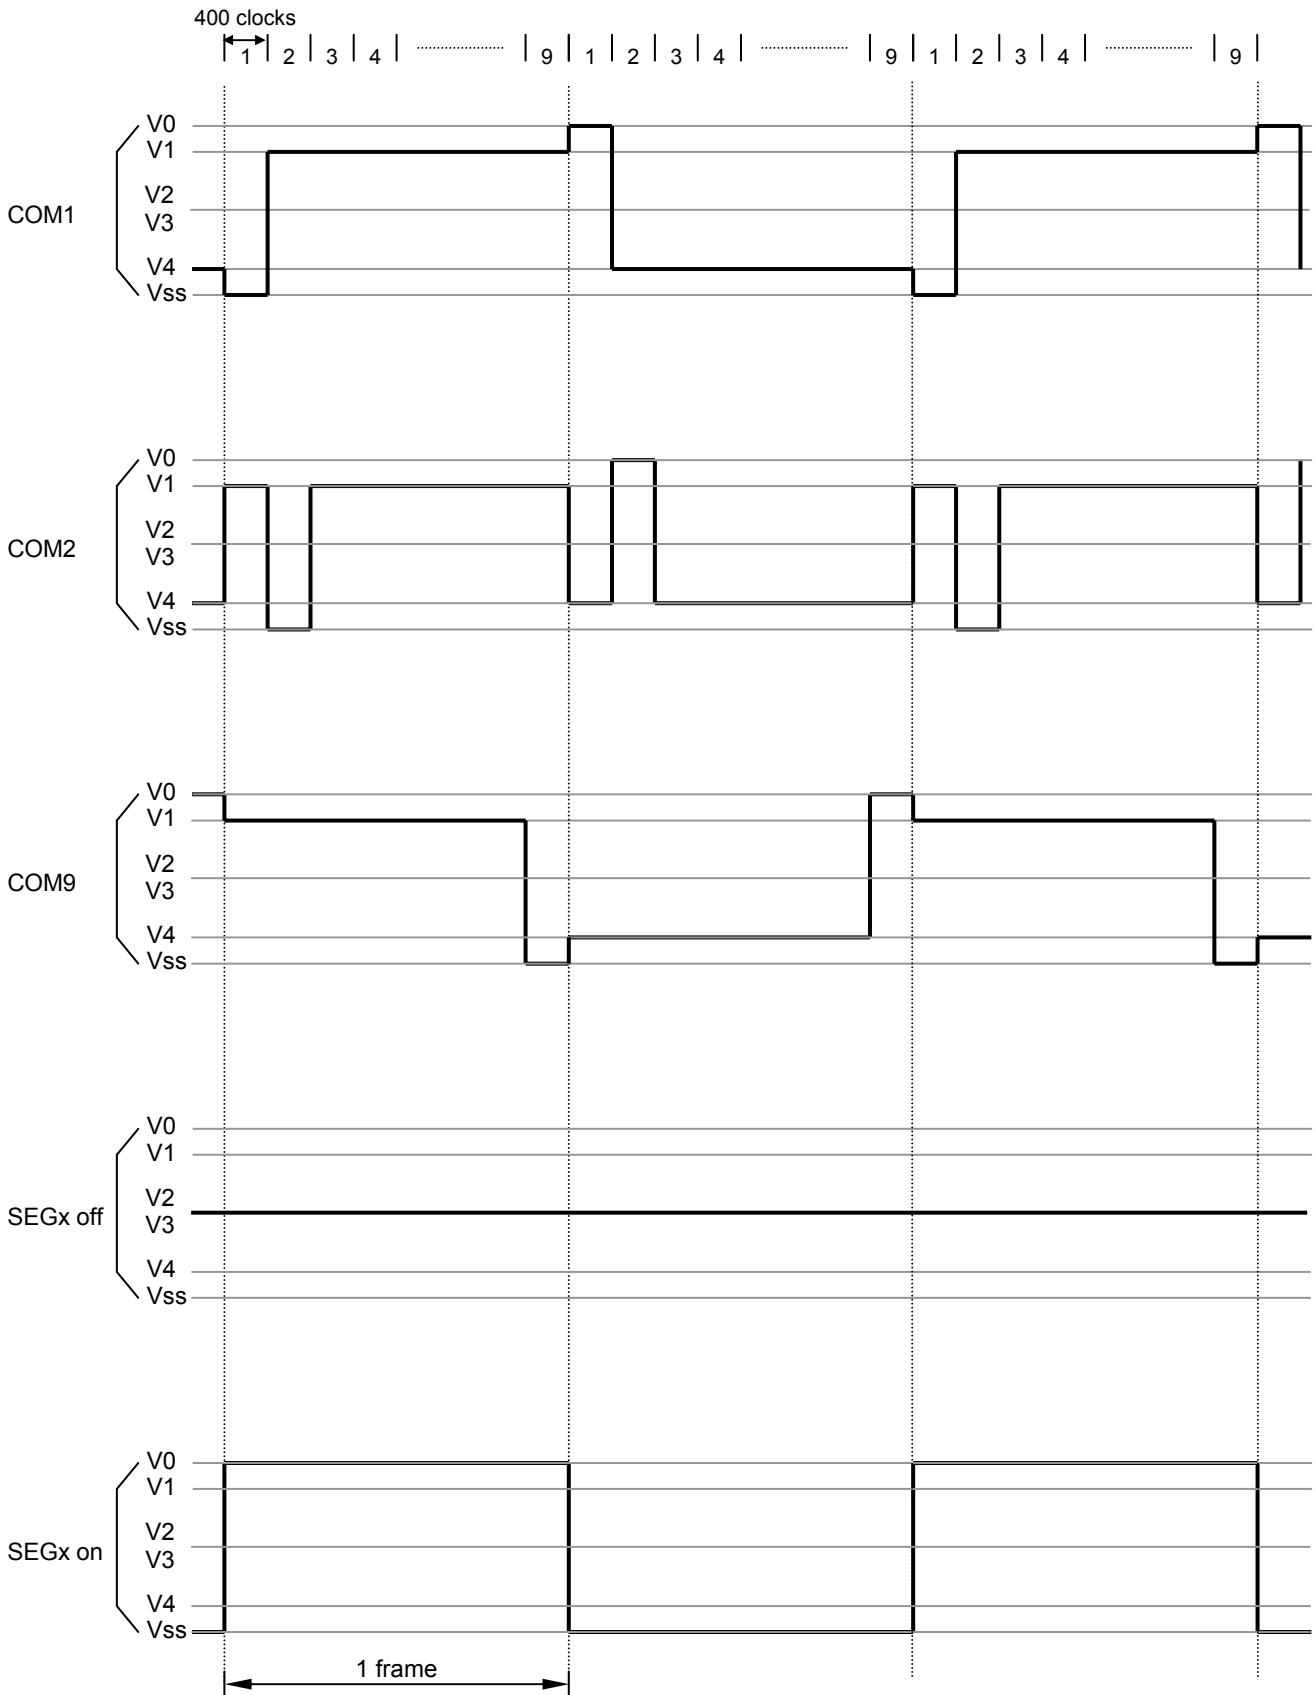 400 clocks
1 2 3 4 ........................ 9 1 2 3 4 ........................ 9 1 2 3 4 ........................ 9
V0
V1
V2
COM1
V3
V4
Vss
V0
V1
V2
COM2
V3
V4
Vss
V0
V1
V2
COM9
V3
V4
Vss
V0
V1
V2
SEGx off
V3
V4
Vss
V0
V1
V2
SEGx on
V3
V4
Vss
1 frame